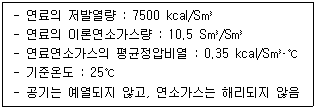 - 연료의 저발열량 : 7500 kcal/Sm³
- 연료의 이론연소가스량 : 10,5 Sm³/Sm³
- 연료연소가스의 평균정압비열 : 0,35 kcal/Sm³·℃
- 기준온도 : 25℃
- 공기는 예열되지 않고, 연소가스는 해리되지 않음